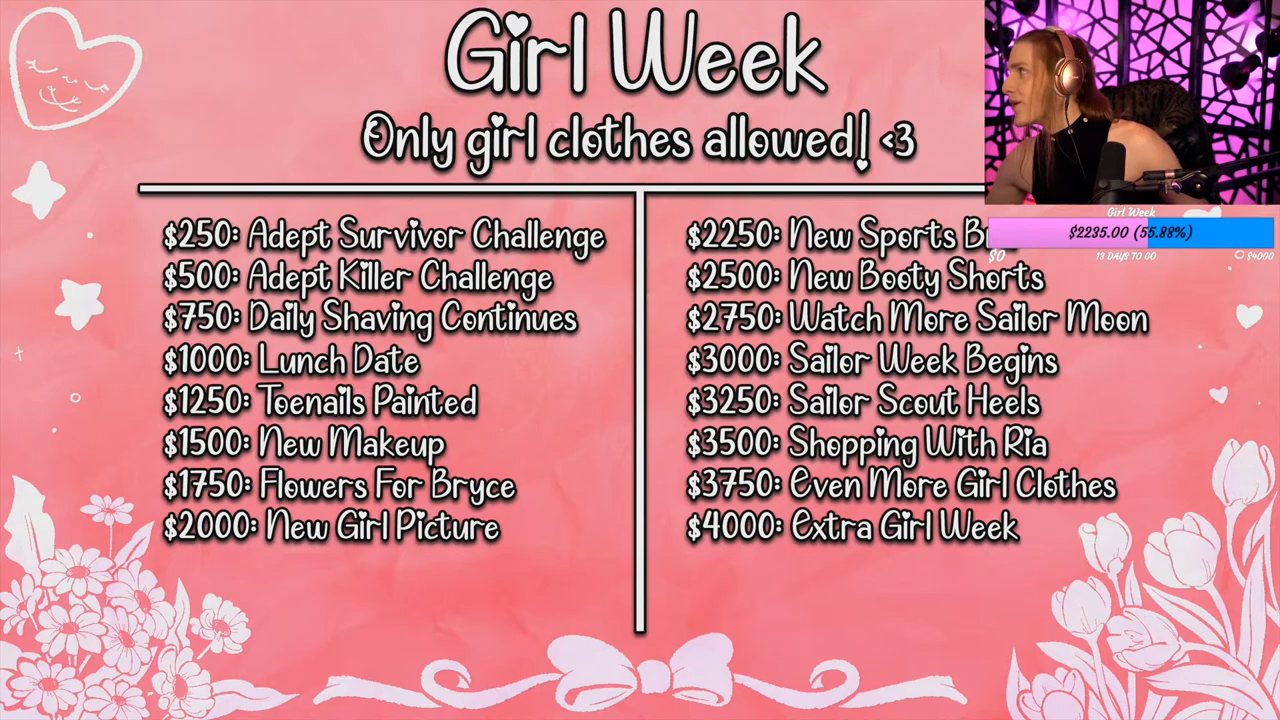 Girl Week
Only girl clothes allowed! <3
$250: Adept Survivor Challenge
$500: Adept Killer Challenge
$750: Daily Shaving Continues
$1000: Lunch Date
$1250: Toenails Painted
$1500: New Makeup
$1750: Flowers For Bryce
$2000: New Girl Picture
$2250: New Sports
$2500: New Booty Shorts
$2750: Watch More Sailor Moon
$3000: Sailor Week Begins
$3250: Sailor Scout Heels
$3500: Shopping With Ria
$3750: Even More Girl Clothes
$4000: Extra Girl Week
Girl Week
$2235.00 (55.88%)
$0 13 DAYS TO GO $4000